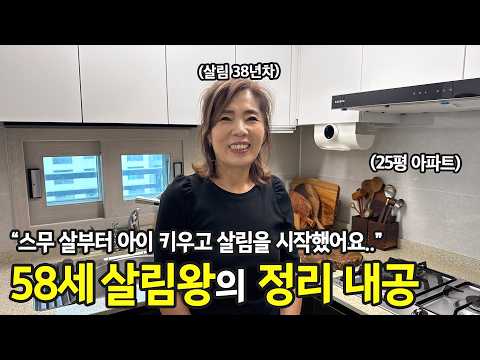 (살림 38년차)
(25평 아파트)
“스무 살부터 아이 키우고 살림을 시작했어요..”
58세 살림왕의 정리 내공